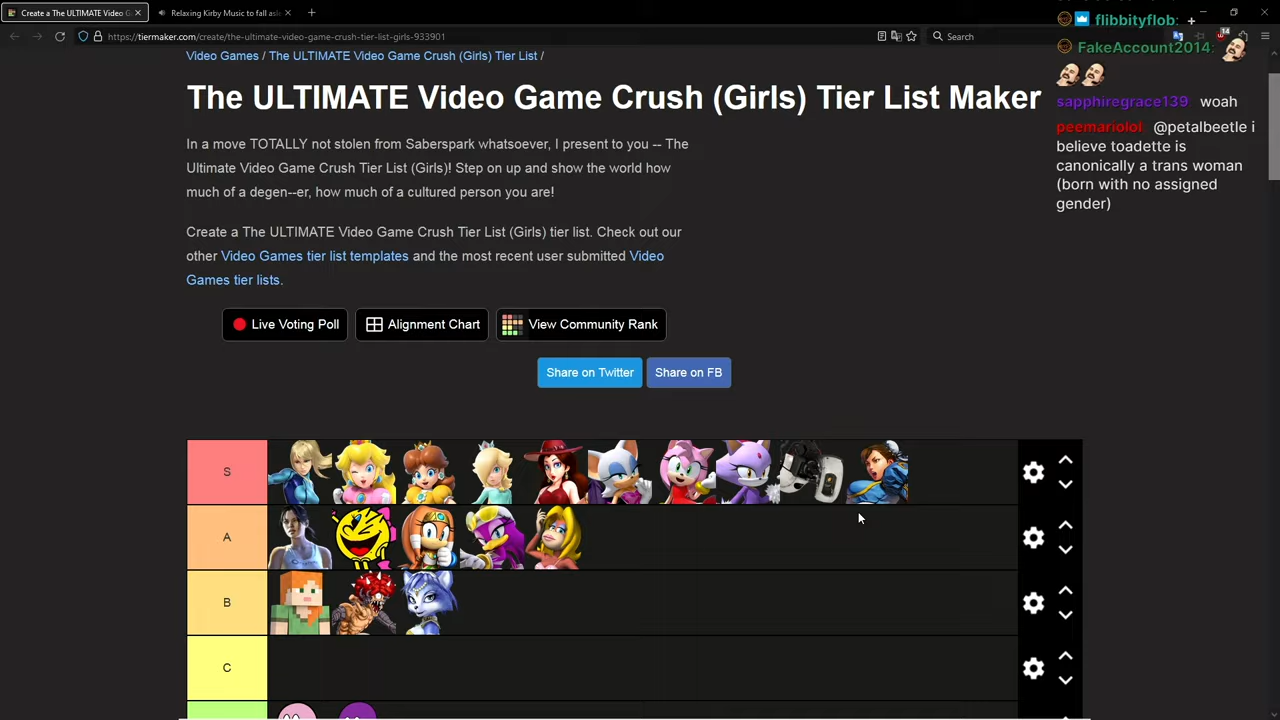 Create a The ULTIMATE Video G
Relaxing Kirby Music to fall asle
https://tiermaker.com/create/the-ultimate-video-game-crush-tier-list-girls-933901
Search
14
Video Games / The ULTIMATE Video Game Crush (Girls) Tier List /
The ULTIMATE Video Game Crush (Girls) Tier List Maker
In a move TOTALLY not stolen from Saberspark whatsoever, I present to you -- The
Ultimate Video Game Crush Tier List (Girls)! Step on up and show the world how
much of a degen--er, how much of a cultured person you are!
Create a The ULTIMATE Video Game Crush Tier List (Girls) tier list. Check out our
other Video Games tier list templates and the most recent user submitted Video
Games tier lists.
Live Voting Poll
Alignment Chart
View Community Rank
Share on Twitter
Share on FB
S
A
B
C
flibbityflob: +
FakeAccount2014:
sapphiregrace139 woah
peemariolol: @petalbeetle i
believe toadette is
canonically a trans woman
(born with no assigned
gender)